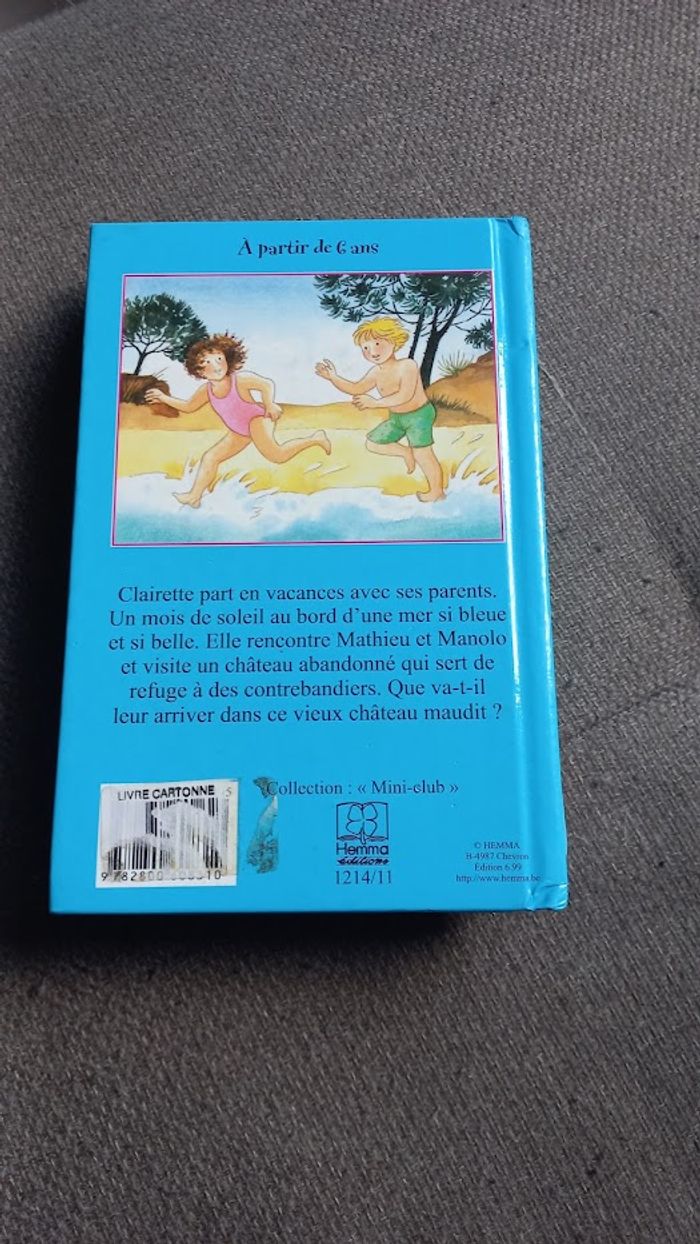 À partir de 6 ans
Clairette part en vacances avec ses parents.
Un mois de soleil au bord d'une mer si bleue
et si belle. Elle rencontre Mathieu et Manolo
et visite un château abandonné qui sert de
refuge à des contrebandiers. Que va-t-il
leur arriver dans ce vieux château maudit ?
Collection : « Mini-club »
LIVRE CARTONNE 5
9 782800
Hemma
éditions
1214/11
© HEMMA
B-4987 Chevron
Edition 6.99
http://www.hemma.be